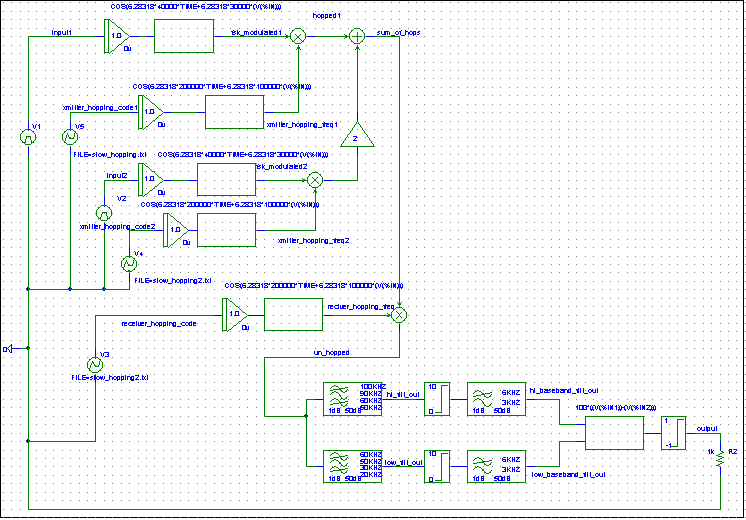 COS(6.28318*40000*TIME+6.28318*30000*(V(%IN)))
input1
1.0
0u
fsk_modulated1
hopped1
sum_of_hops
COS(6.28318*200000*TIME+6.28318*100000*(V(%IN)))
xmitter_hopping_code1
1.0
0u
xmitter_hopping_freq1
V1
V5
2
FILE=slow_hopping.txt
COS(6.28318*40000*TIME+6.28318*30000*(V(%IN)))
input2
1.0
0u
fsk_modulated2
V2
COS(6.28318*200000*TIME+6.28318*100000*(V(%IN)))
xmitter_hopping_code2
1.0
0u
xmitter_hopping_freq2
V4
FILE=slow_hopping2.txt
COS(6.28318*200000*TIME+6.28318*100000*(V(%IN)))
reciever_hopping_code
1.0
0u
reciever_hopping_freq
V3
FILE=slow_hopping2.txt
un_hopped
100KHZ
90KHZ
60KHZ
50KHZ
1dB 50dB
hi_filt_out
10
0
6KHZ
3KHZ
1dB 50dB
hi_baseband_filt_out
100*((V(%IN1))-(V(%IN2)))
1
-1
output
1k
R2
60KHZ
50KHZ
30KHZ
20KHZ
1dB 50dB
low_filt_out
10
0
6KHZ
3KHZ
1dB 50dB
low_baseband_filt_out